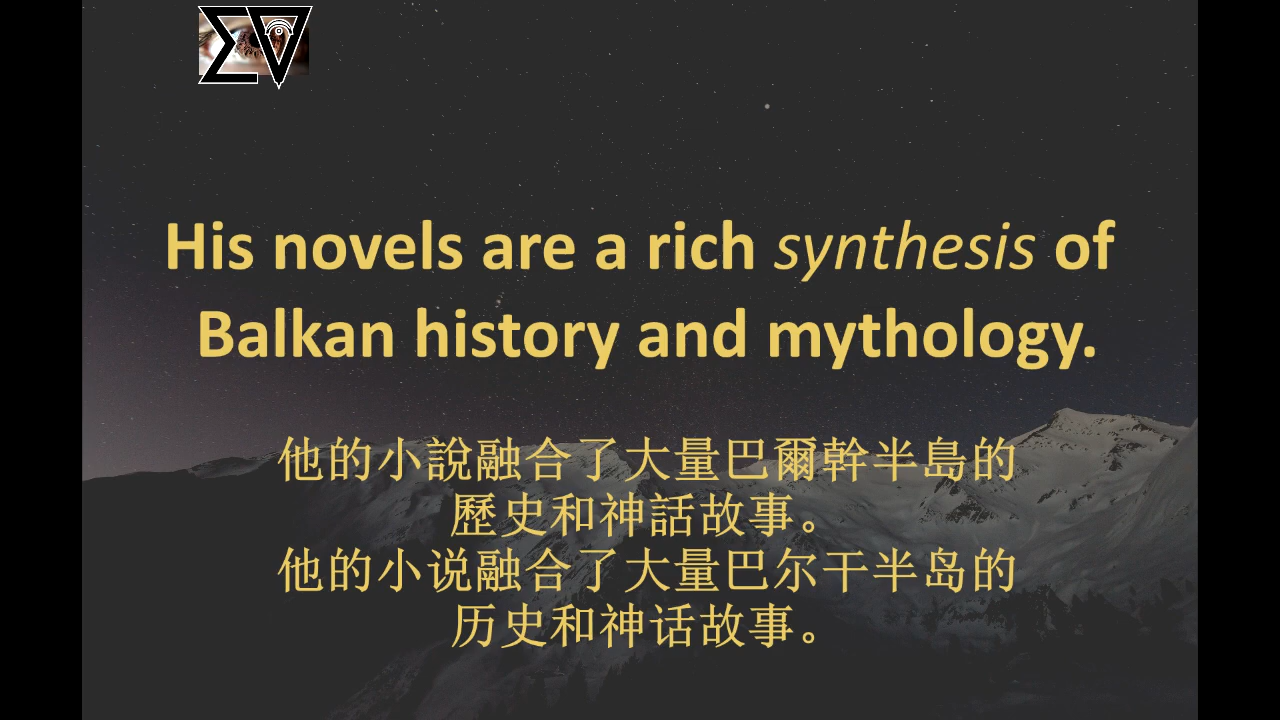 His novels are a rich synthesis of
Balkan history and mythology.
他的小說融合了大量巴爾幹半島的
歷史和神話故事。
他的小说融合了大量巴尔干半岛的
历史和神话故事。